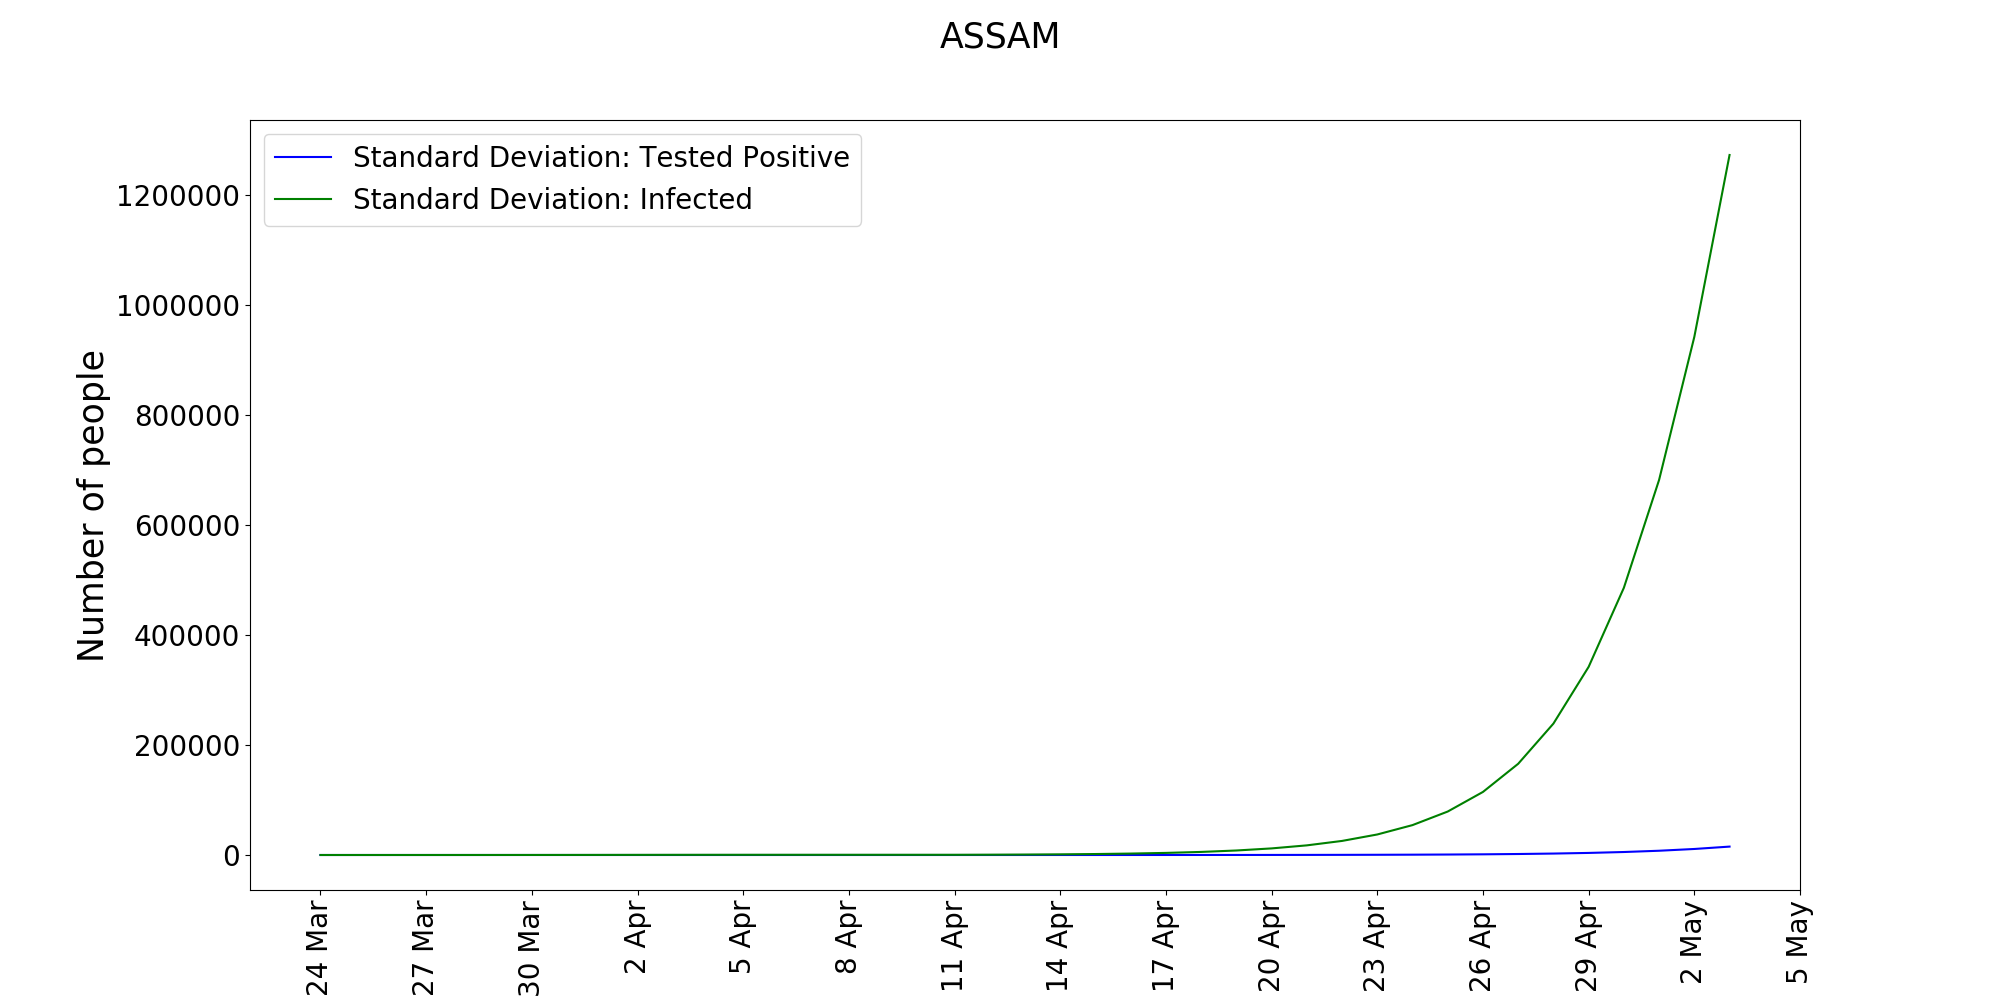 ASSAM
Standard Deviation: Tested Positive
Standard Deviation: Infected
Number of people
1200000
1000000
800000
600000
400000
200000
0
24 Mar
27 Mar
30 Mar
2 Apr
5 Apr
8 Apr
11 Apr
14 Apr
17 Apr
20 Apr
23 Apr
26 Apr
29 Apr
2 May
5 May